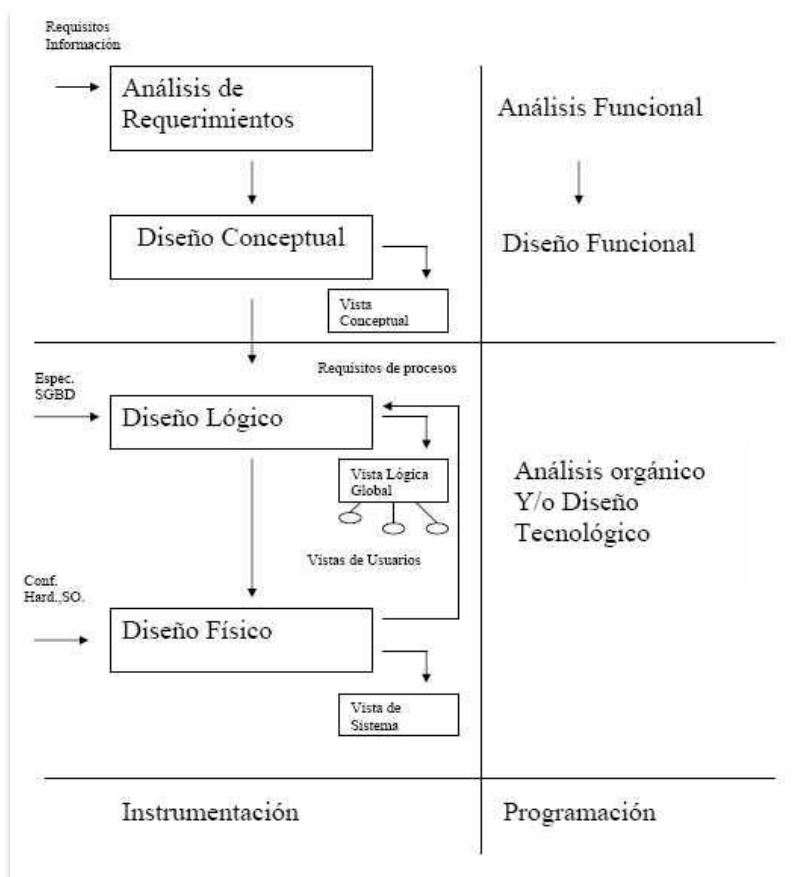 Requisitos
Información
Análisis de
Requerimientos
Análisis Funcional
Diseño Conceptual
Diseño Funcional
Vista
Conceptual
Requisitos de procesos
Espec.
SGBD
Diseño Lógico
Vista Lógica
Global
Análisis orgánico
Y/o Diseño
Tecnológico
Vistas de Usuarios
Conf.
Hard.,SO.
Diseño Físico
Vista de
Sistema
Instrumentación
Programación